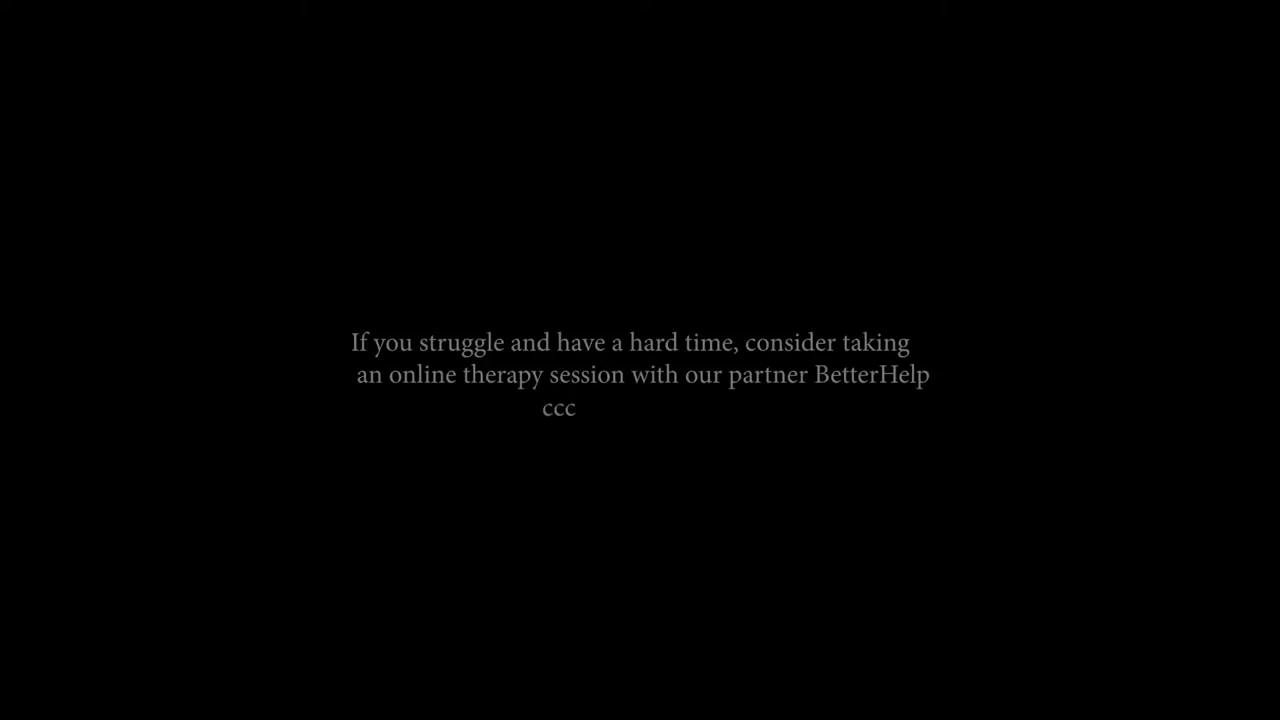 If you struggle and have a hard time, consider taking
an online therapy session with our partner BetterHelp
ccc